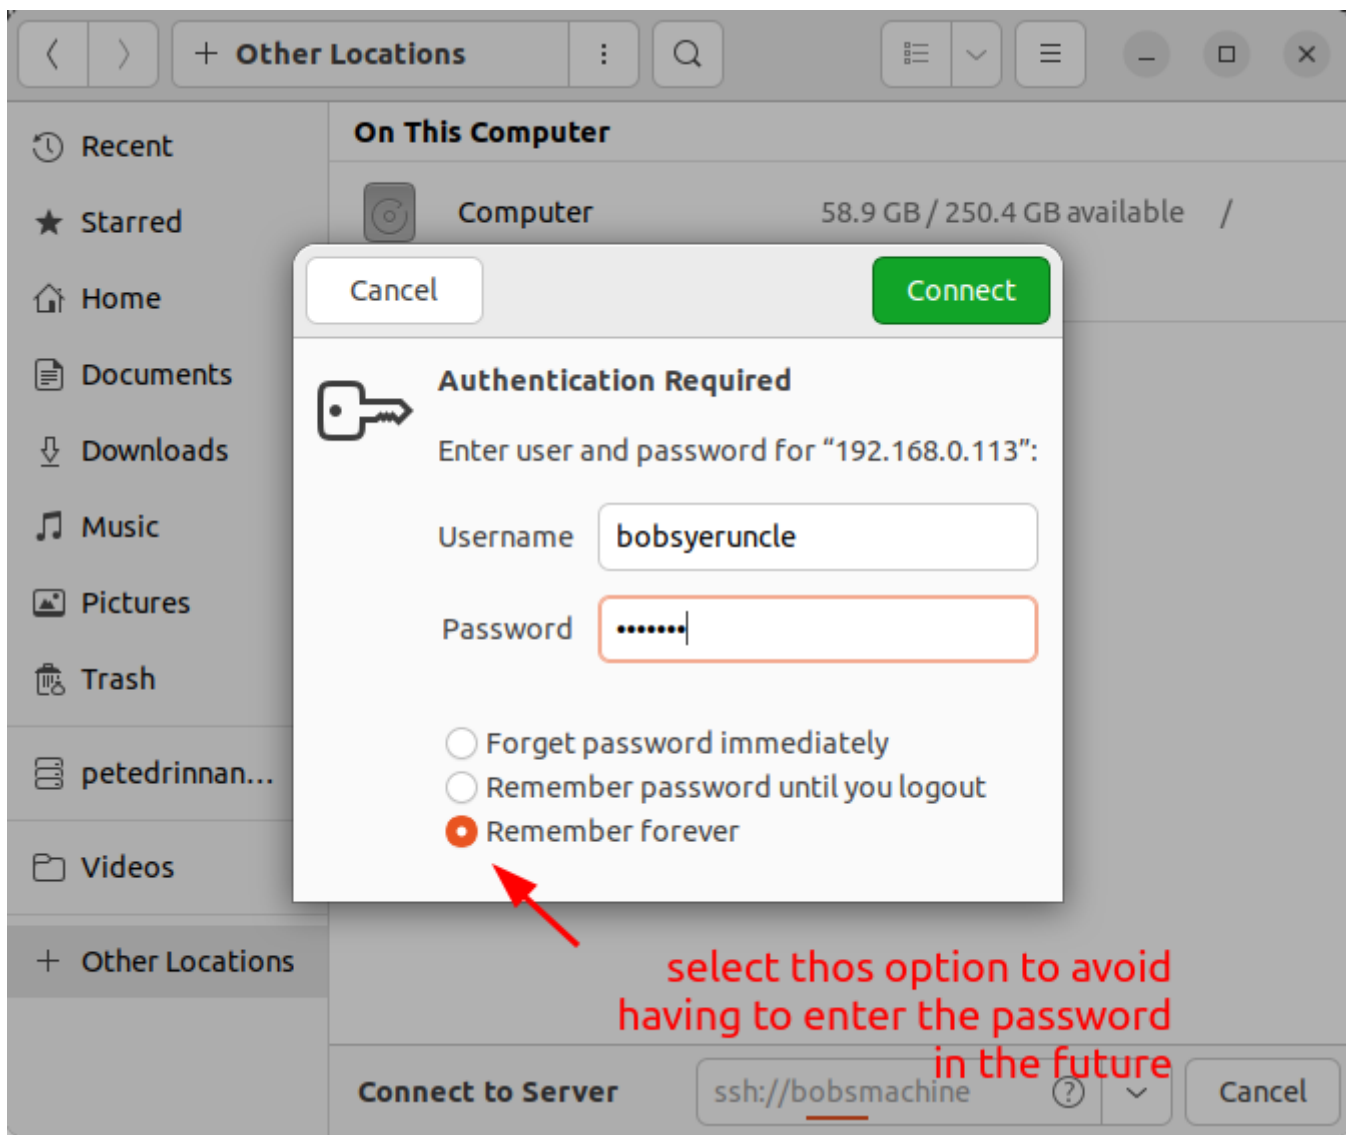 + Other Locations
Recent
Starred
Home
Documents
Downloads
Music
Pictures
Trash
petedrinnan...
Videos
+ Other Locations
On This Computer
Computer 58.9 GB / 250.4 GB available /
Cancel Connect
Authentication Required
Enter user and password for “192.168.0.113”:
Username bobsyeruncle
Password •••••••
Forget password immediately
Remember password until you logout
Remember forever
select thos option to avoid
having to enter the password
in the future
Connect to Server ssh://bobsmachine ? Cancel